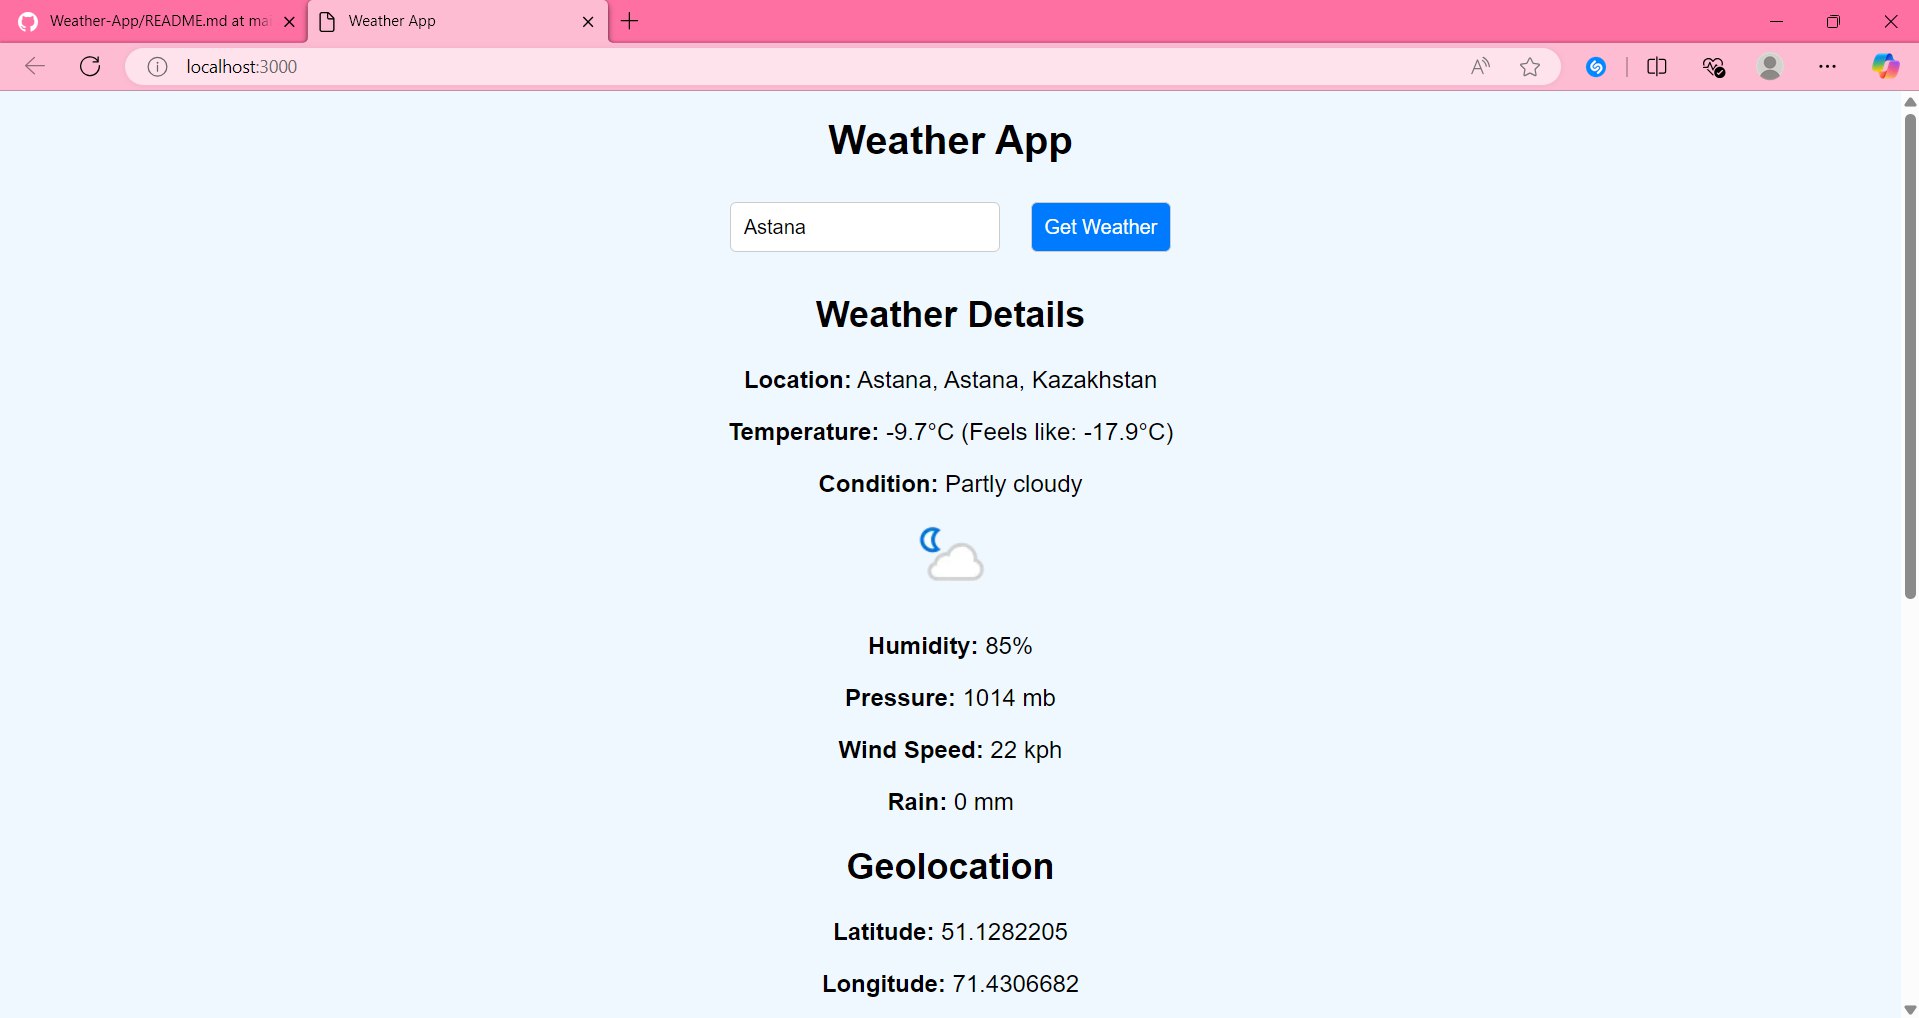 Weather-App/README.md at mai
Weather App
localhost:3000
Weather App
Astana
Get Weather
Weather Details
Location: Astana, Astana, Kazakhstan
Temperature: -9.7°C (Feels like: -17.9°C)
Condition: Partly cloudy
Humidity: 85%
Pressure: 1014 mb
Wind Speed: 22 kph
Rain: 0 mm
Geolocation
Latitude: 51.1282205
Longitude: 71.4306682